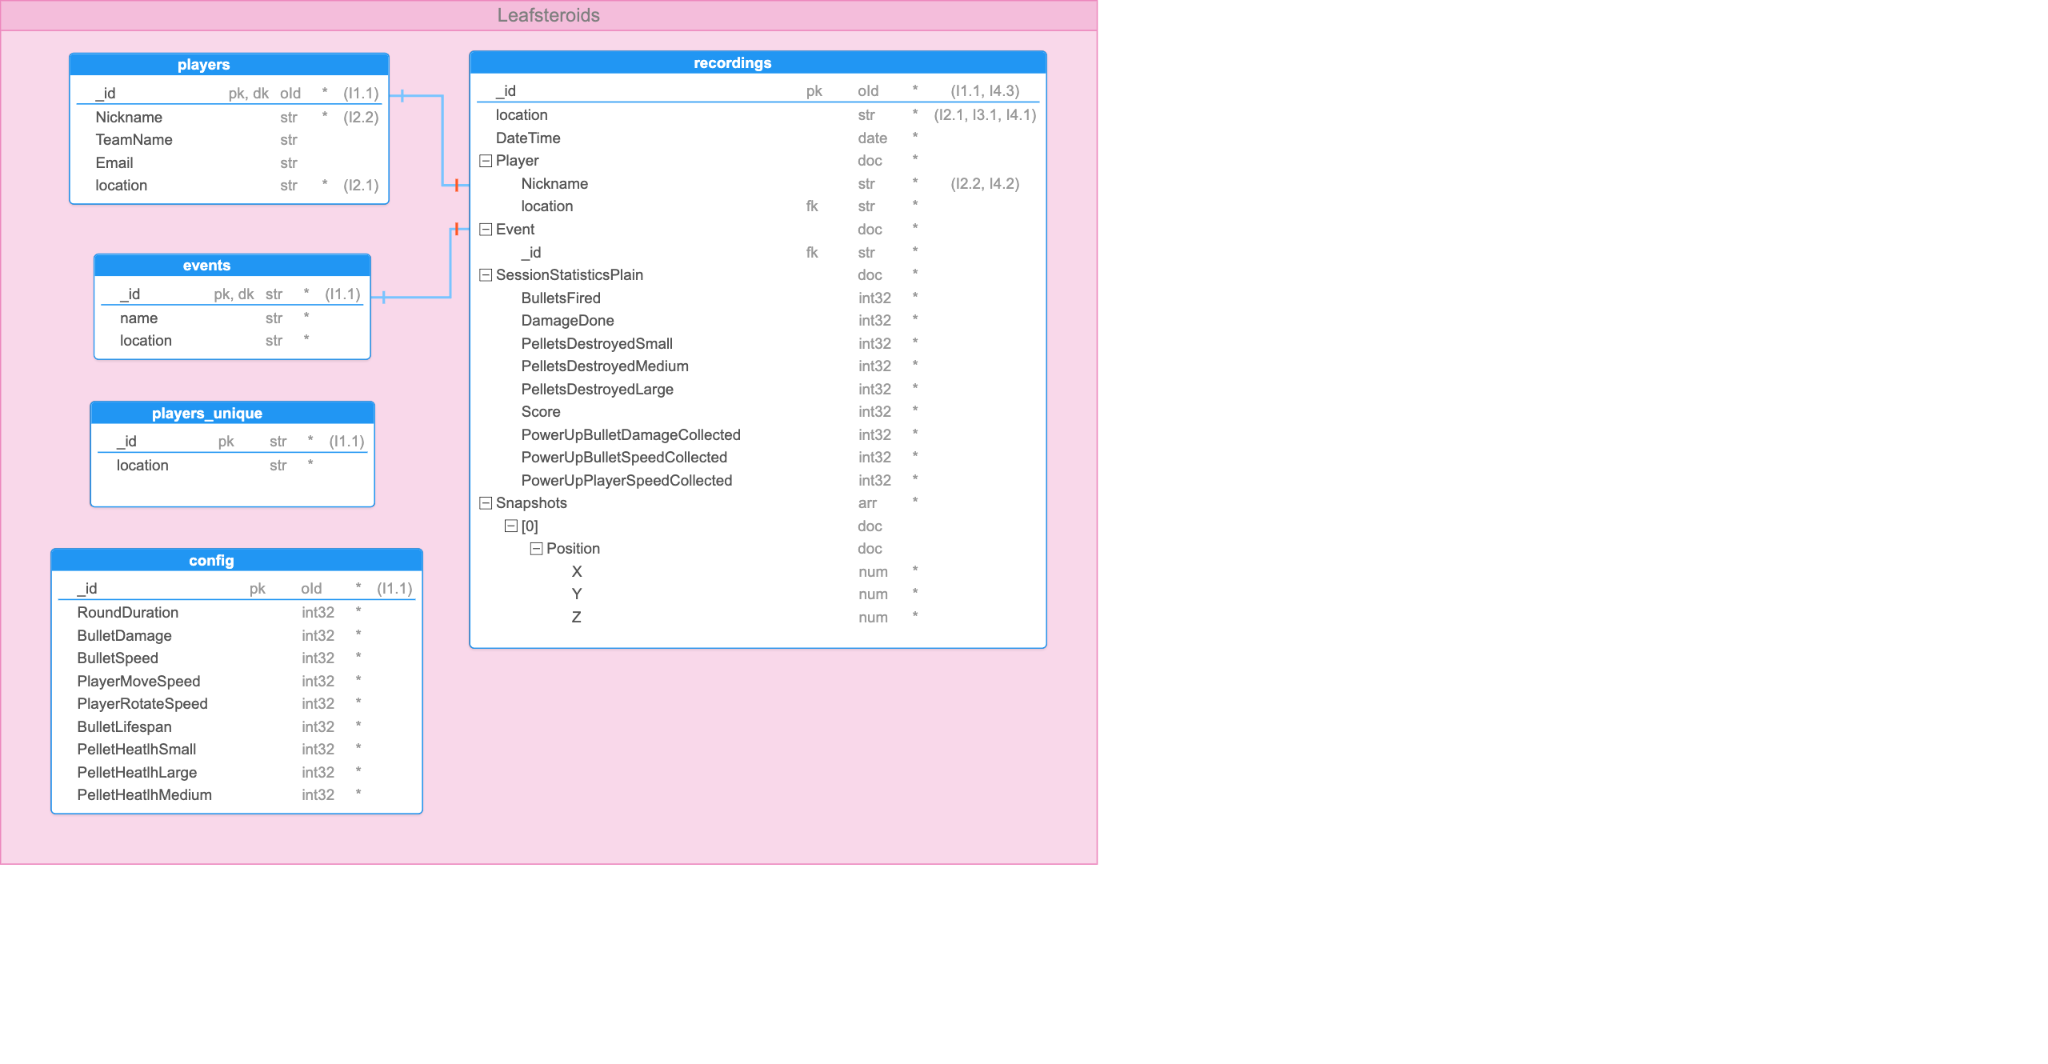 Leafsteroids
players
_id pk, dk oId * (I1.1)
Nickname str * (I2.2)
TeamName str
Email str
location str * (I2.1)
events
_id pk, dk str * (I1.1)
name str *
location str *
players_unique
_id pk str * (I1.1)
location str *
config
_id pk oId * (I1.1)
RoundDuration int32 *
BulletDamage int32 *
BulletSpeed int32 *
PlayerMoveSpeed int32 *
PlayerRotateSpeed int32 *
BulletLifespan int32 *
PelletHeatlhSmall int32 *
PelletHeatlhLarge int32 *
PelletHeatlhMedium int32 *
recordings
_id pk oId * (I1.1, I4.3)
location str * (I2.1, I3.1, I4.1)
DateTime date *
Player doc *
Nickname str * (I2.2, I4.2)
location fk str *
Event doc *
_id fk str *
SessionStatisticsPlain doc *
BulletsFired int32 *
DamageDone int32 *
PelletsDestroyedSmall int32 *
PelletsDestroyedMedium int32 *
PelletsDestroyedLarge int32 *
Score int32 *
PowerUpBulletDamageCollected int32 *
PowerUpBulletSpeedCollected int32 *
PowerUpPlayerSpeedCollected int32 *
Snapshots arr *
[0] doc
Position doc
X num *
Y num *
Z num *